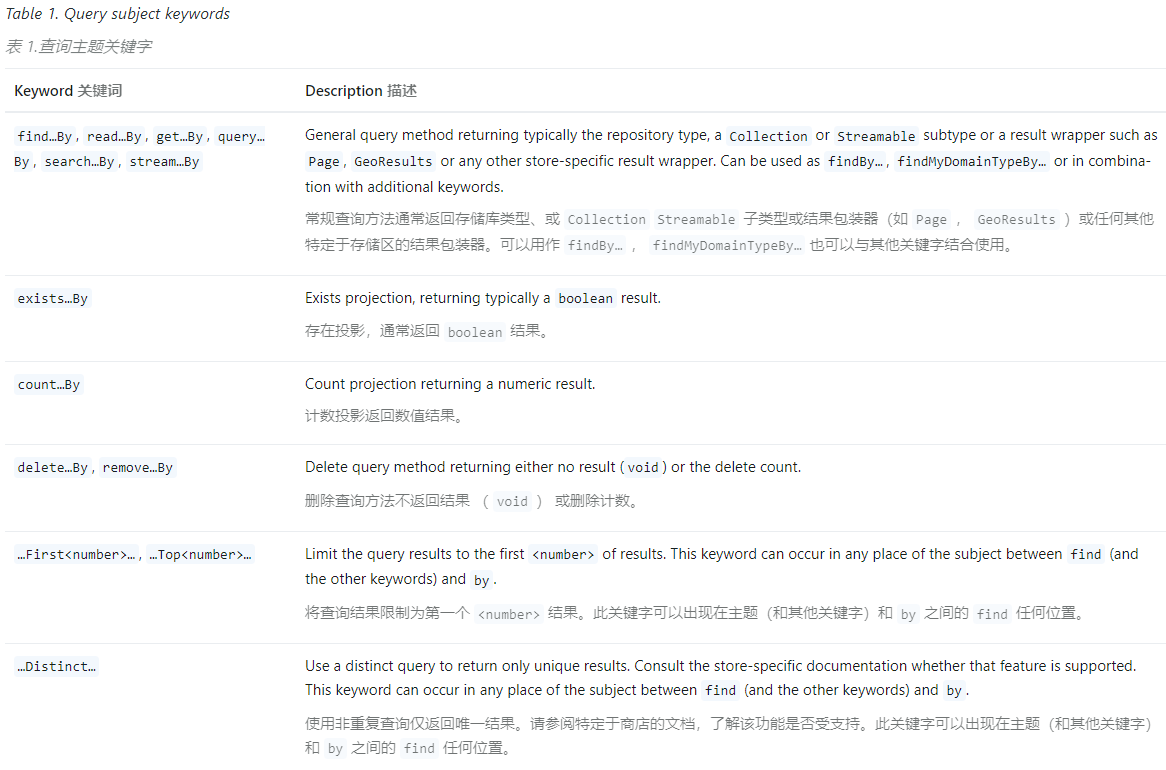 Table 1. Query subject keywords
表 1.查询主题关键字
Keyword 关键词 Description 描述
find…By, read…By, get…By, query…
By, search…By, stream…By
General query method returning typically the repository type, a Collection or Streamable subtype or a result wrapper such as
Page, GeoResults or any other store-specific result wrapper. Can be used as findBy…, findMyDomainTypeBy… or in combina-
tion with additional keywords.
常规查询方法通常返回存储库类型、或 Collection Streamable 子类型或结果包装器（如 Page ， GeoResults ）或任何其他
特定于存储区的结果包装器。可以用作 findBy… ， findMyDomainTypeBy… 也可以与其他关键字结合使用。
exists…By
Exists projection, returning typically a boolean result.
存在投影，通常返回 boolean 结果。
count…By
Count projection returning a numeric result.
计数投影返回数值结果。
delete…By, remove…By
Delete query method returning either no result (void) or the delete count.
删除查询方法不返回结果 （ void ） 或删除计数。
…First<number>…, …Top<number>…
Limit the query results to the first <number> of results. This keyword can occur in any place of the subject between find (and
the other keywords) and by.
将查询结果限制为第一个 <number> 结果。此关键字可以出现在主题（和其他关键字）和 by 之间的 find 任何位置。
…Distinct…
Use a distinct query to return only unique results. Consult the store-specific documentation whether that feature is supported.
This keyword can occur in any place of the subject between find (and the other keywords) and by.
使用非重复查询仅返回唯一结果。请参阅特定于商店的文档，了解该功能是否受支持。此关键字可以出现在主题（和其他关键字）
和 by 之间的 find 任何位置。